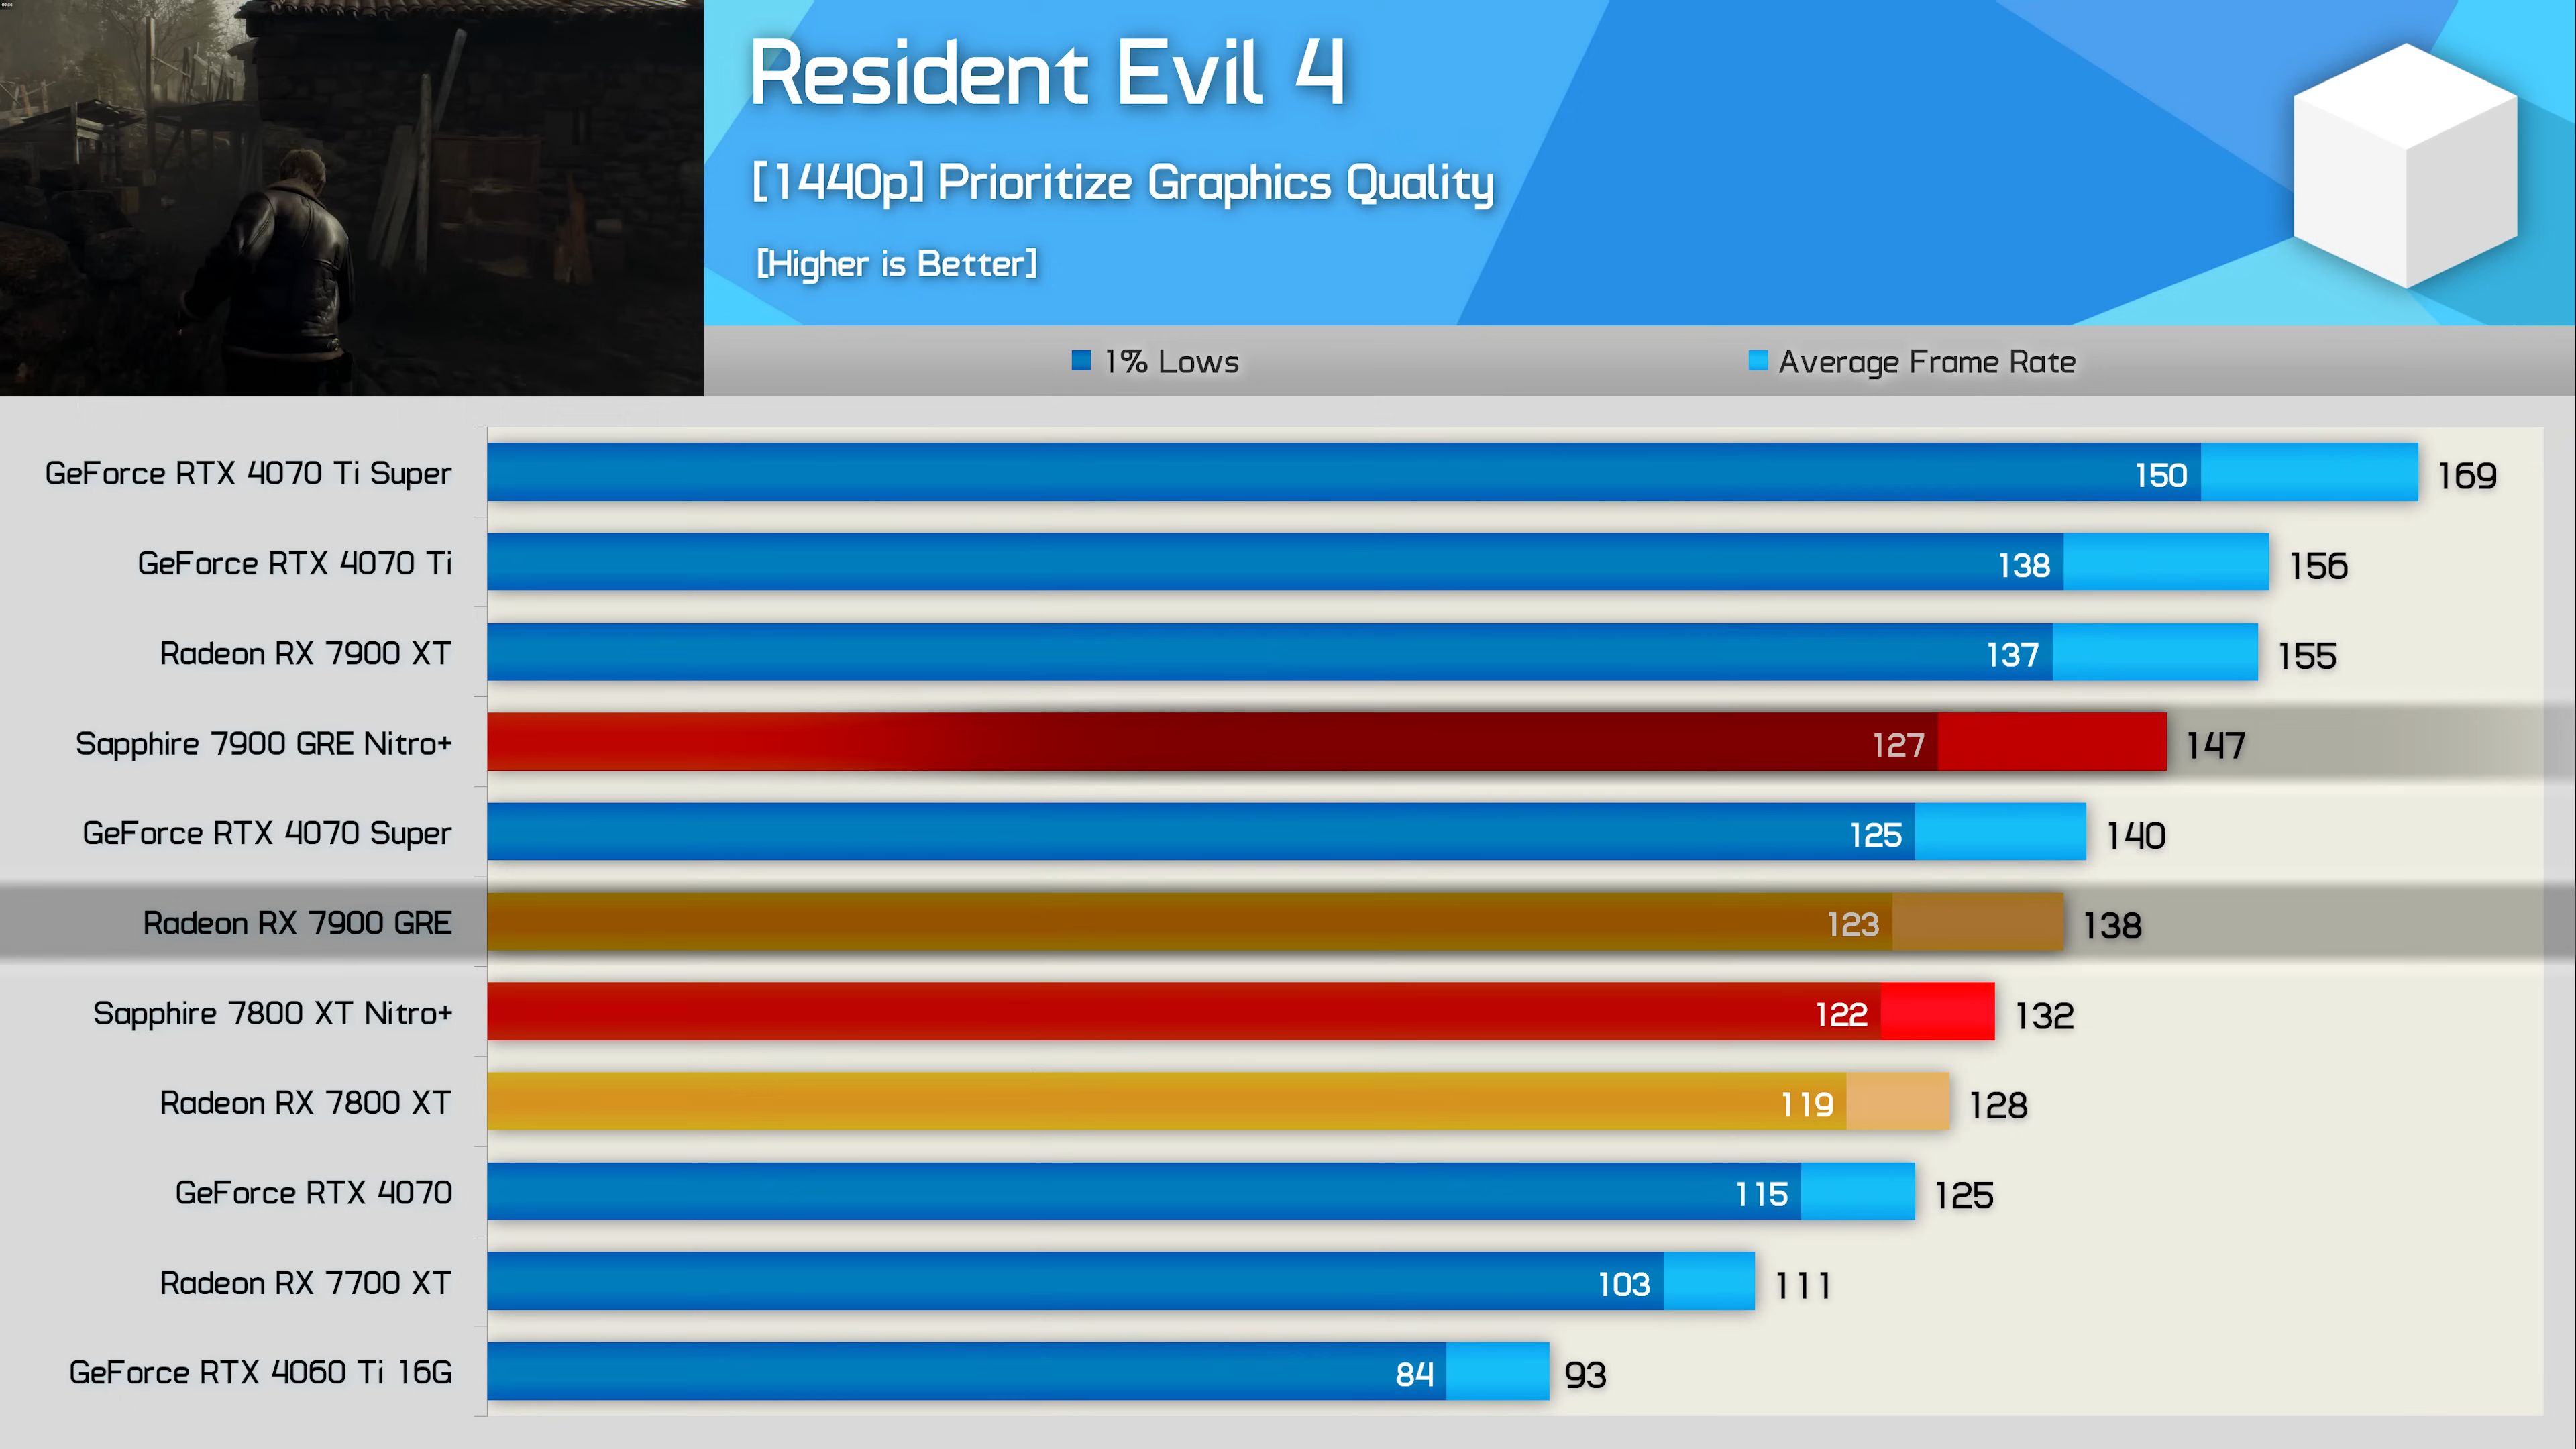 Resident Evil 4
[1440p] Prioritize Graphics Quality
[Higher is Better]
1% Lows
Average Frame Rate
GeForce RTX 4070 Ti Super 150 169
GeForce RTX 4070 Ti 138 156
Radeon RX 7900 XT 137 155
Sapphire 7900 GRE Nitro+ 127 147
GeForce RTX 4070 Super 125 140
Radeon RX 7900 GRE 123 138
Sapphire 7800 XT Nitro+ 122 132
Radeon RX 7800 XT 119 128
GeForce RTX 4070 115 125
Radeon RX 7700 XT 103 111
GeForce RTX 4060 Ti 16G 84 93